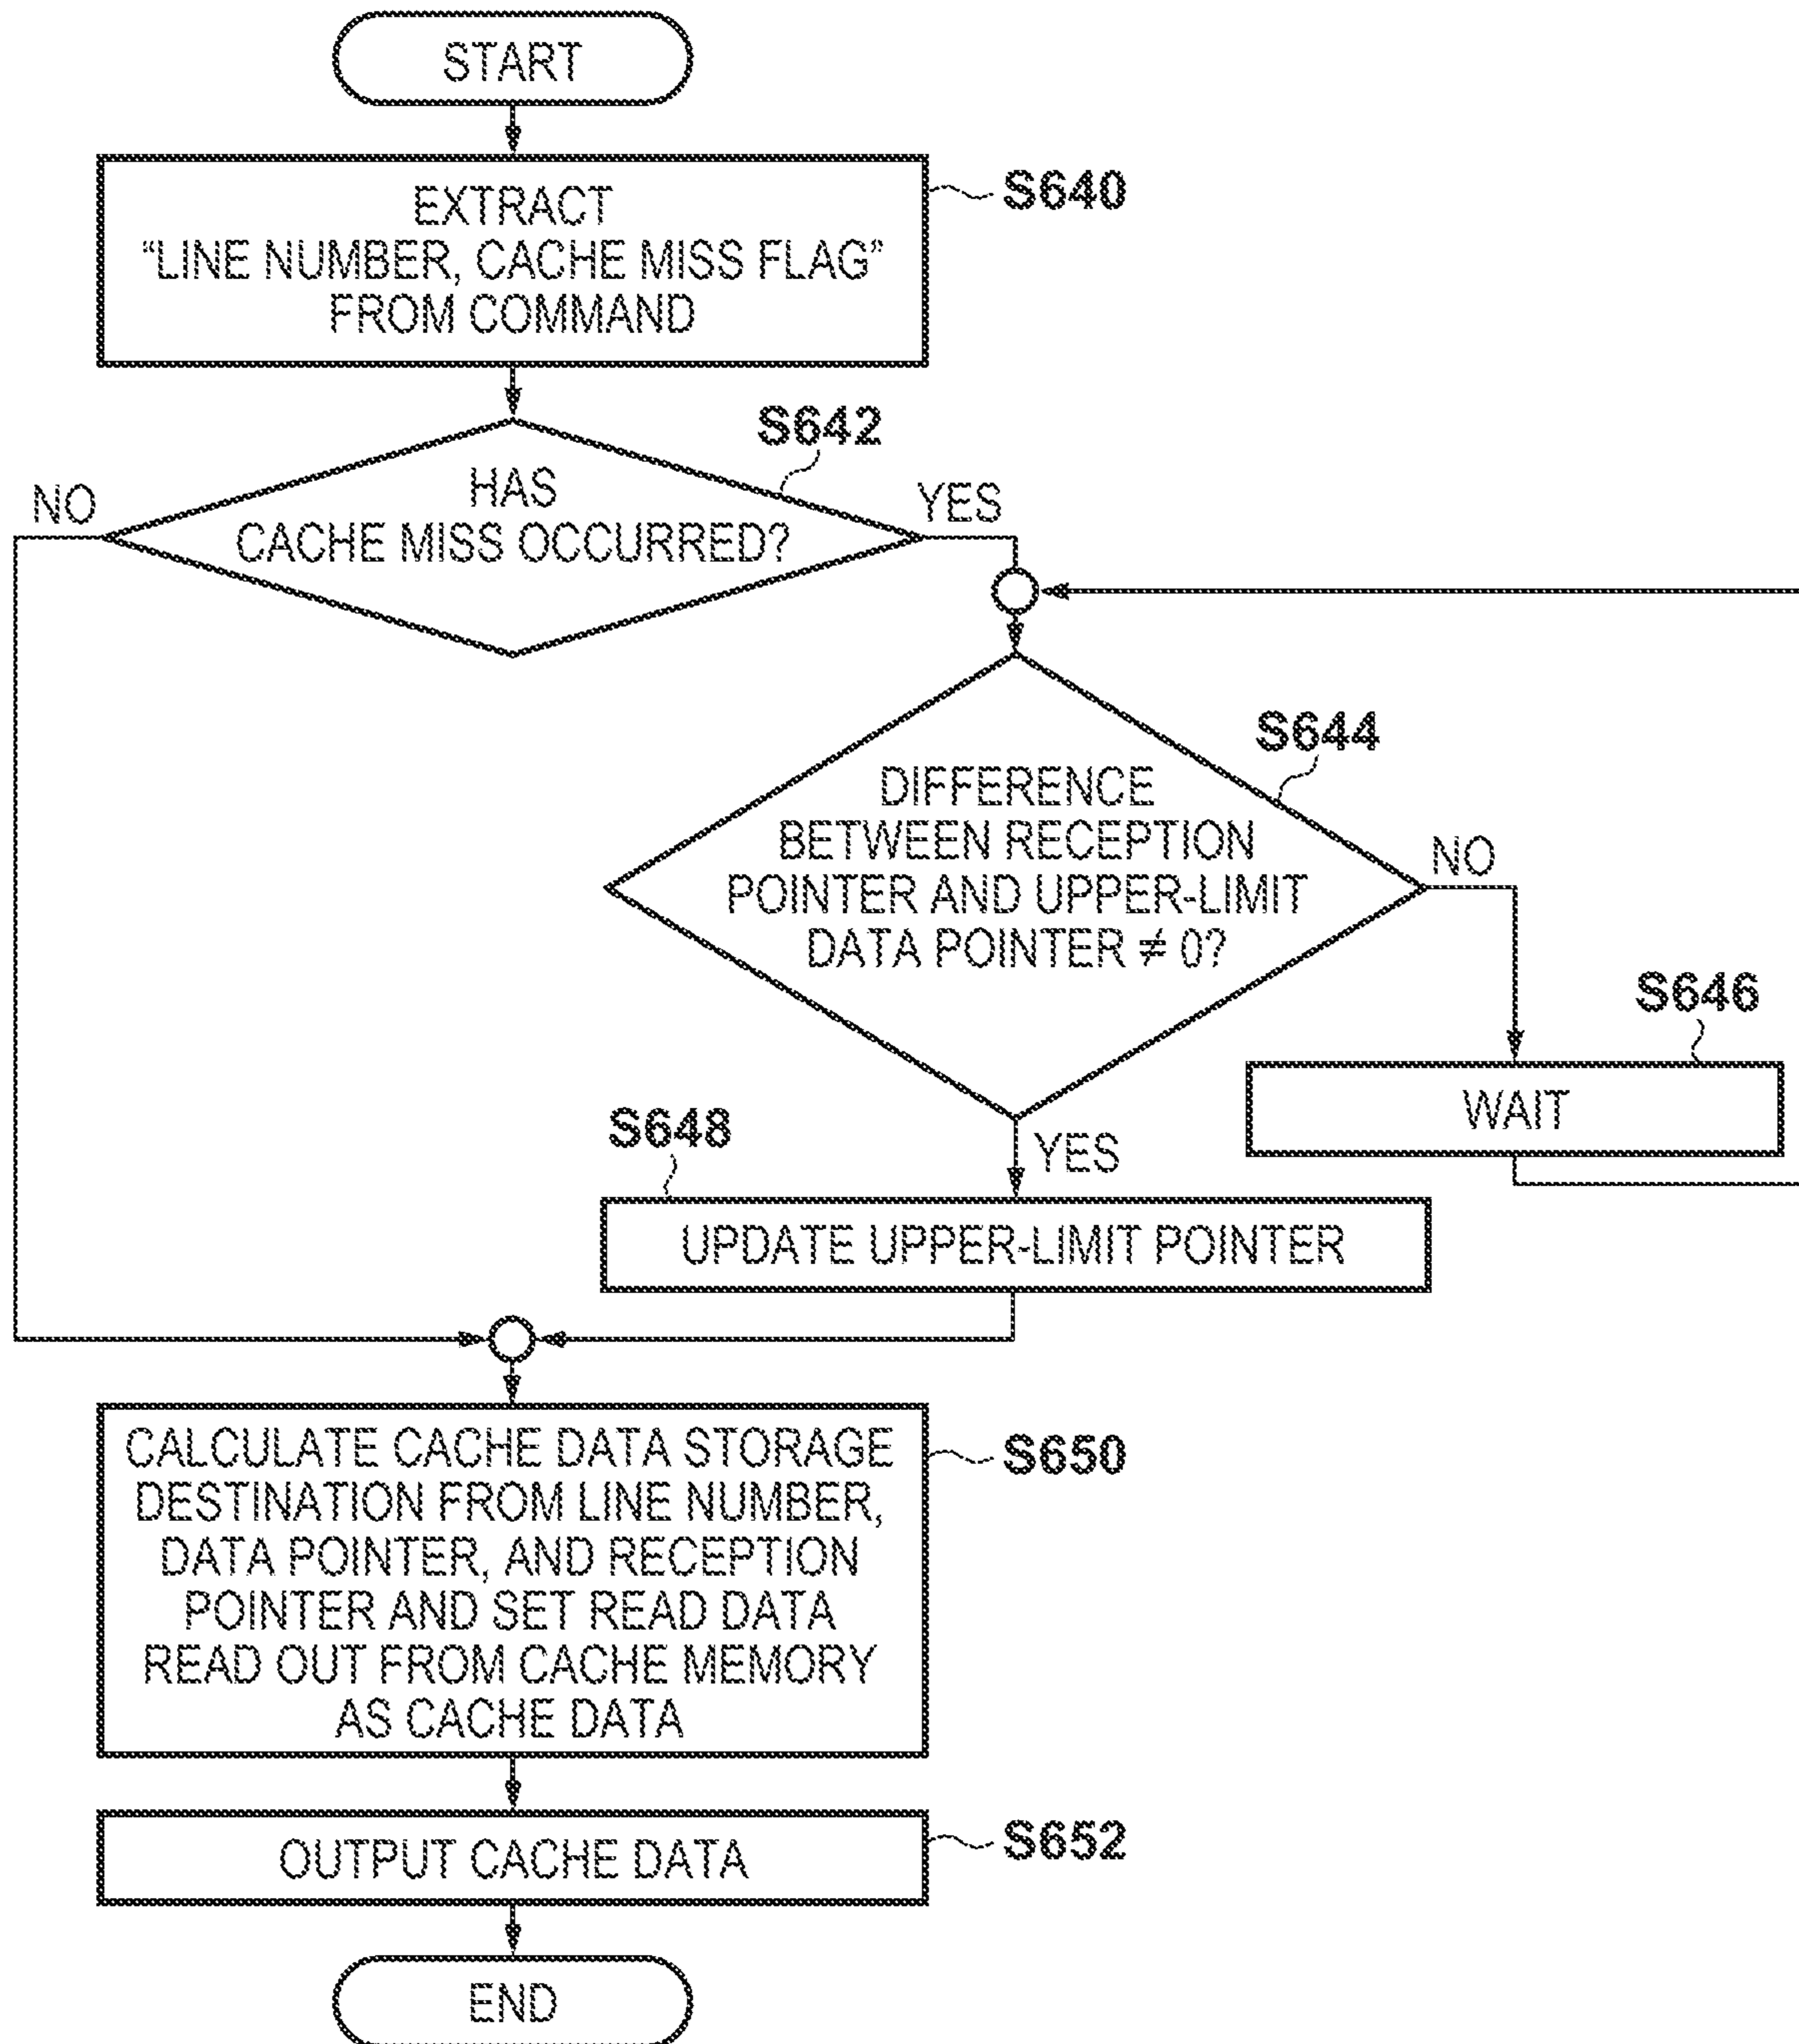 START
EXTRACT
“LINE NUMBER, CACHE MISS FLAG”
FROM COMMAND
S640
S642
HAS
CACHE MISS OCCURRED?
NO
YES
S644
DIFFERENCE
BETWEEN RECEPTION
POINTER AND UPPER-LIMIT
DATA POINTER ≠ 0?
NO
S646
WAIT
YES
S648
UPDATE UPPER-LIMIT POINTER
CALCULATE CACHE DATA STORAGE
DESTINATION FROM LINE NUMBER,
DATA POINTER, AND RECEPTION
POINTER AND SET READ DATA
READ OUT FROM CACHE MEMORY
AS CACHE DATA
S650
OUTPUT CACHE DATA
S652
END